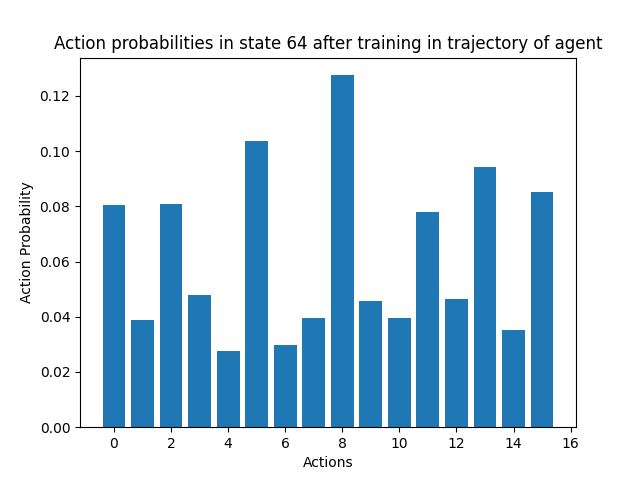 Action probabilities in state 64 after training in trajectory of agent
0.12
0.10
0.08
0.06
0.04
0.02
0.00
Action Probability
0 2 4 6 8 10 12 14 16
Actions